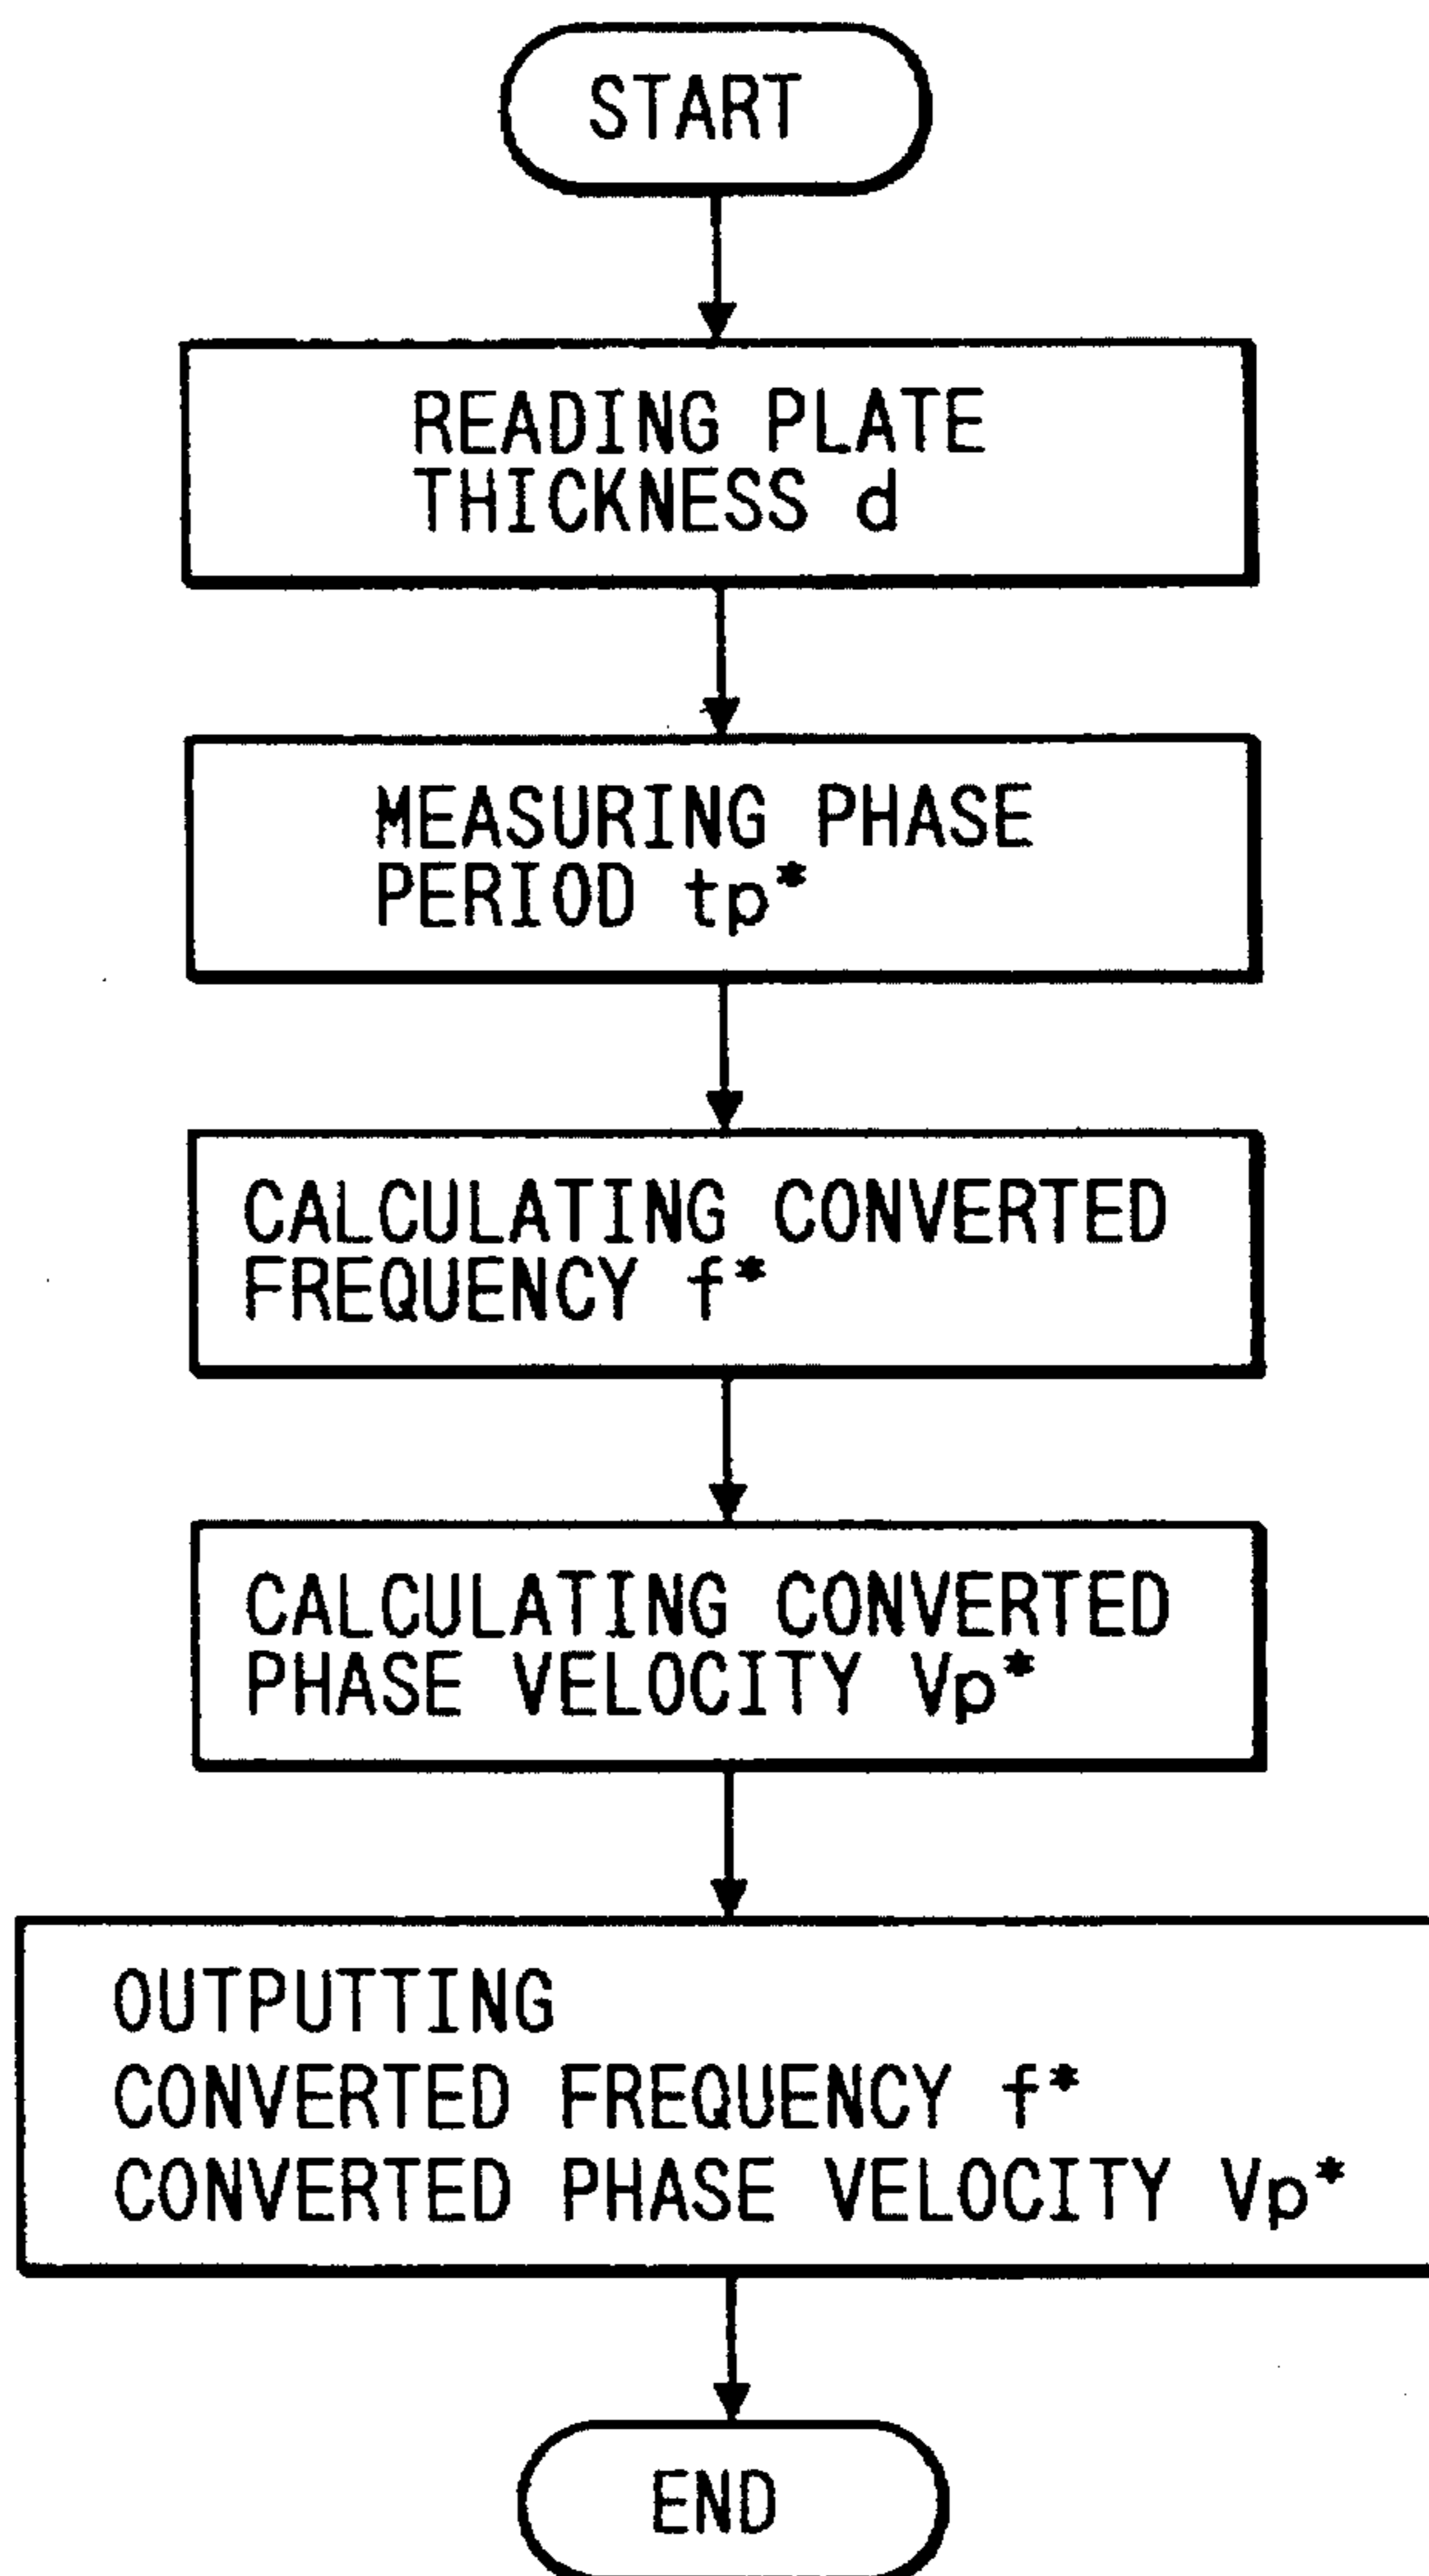 START
READING PLATE
THICKNESS d
MEASURING PHASE
PERIOD tp*
CALCULATING CONVERTED
FREQUENCY f*
CALCULATING CONVERTED
PHASE VELOCITY Vp*
OUTPUTTING
CONVERTED FREQUENCY f*
CONVERTED PHASE VELOCITY Vp*
END